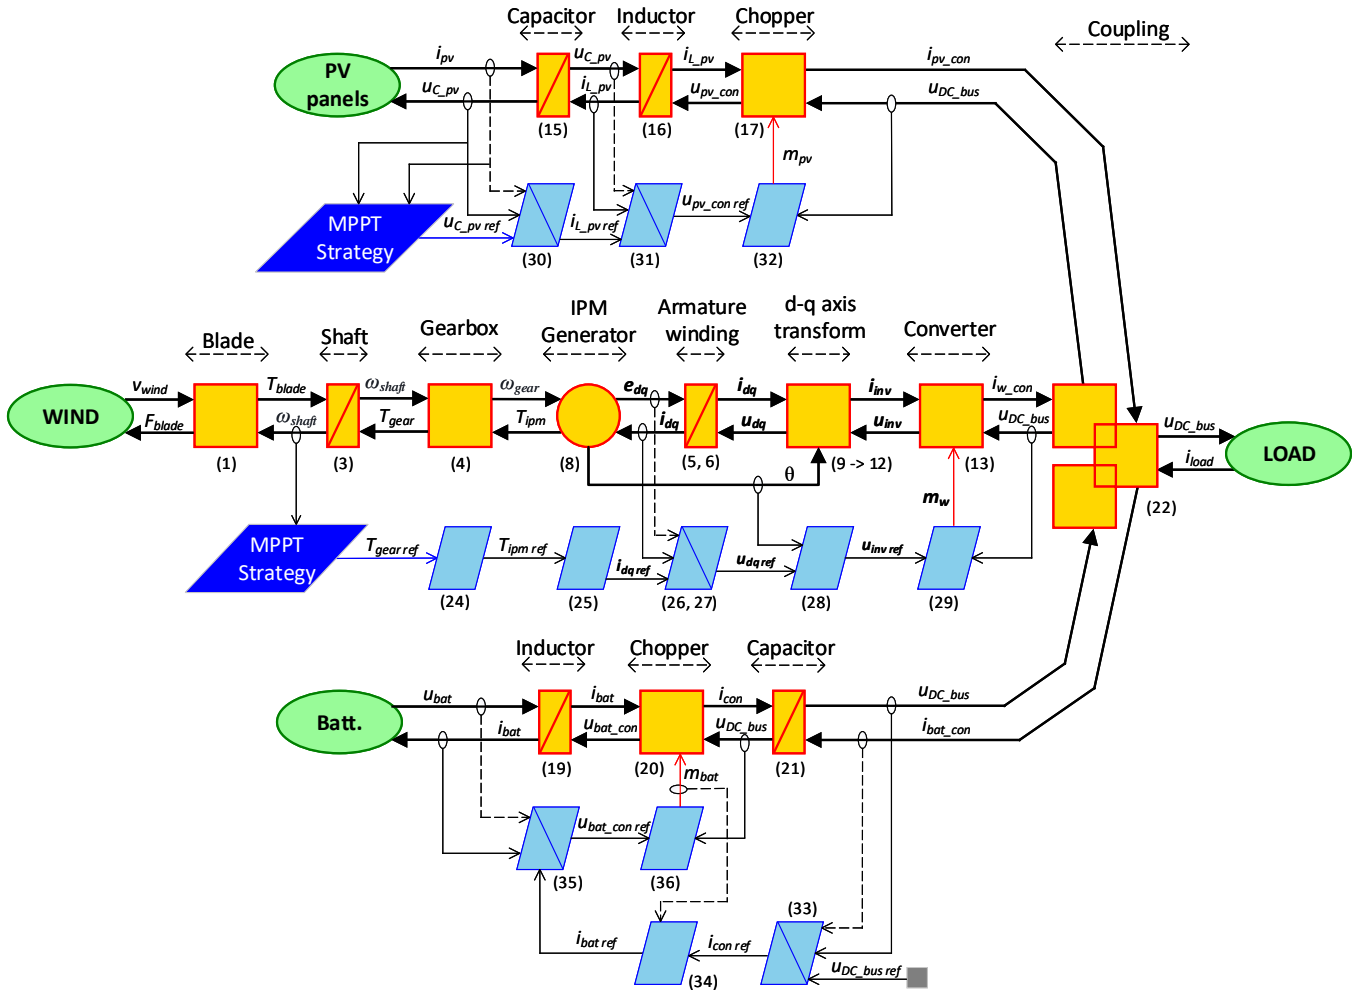 Capacitor Inductor Chopper
Coupling
i_pv u_C_pv i_L_pv i_pv_con
PV
panels
u_C_pv i_L_pv u_pv_con u_DC_bus
(15) (16) (17)
m_pv
MPPT
Strategy
u_C_pv ref i_L_pv ref u_pv_con ref
(30) (31) (32)
Blade Shaft Gearbox IPM
Generator Armature
winding d-q axis
transform Converter
v_wind T_blade ω_shaft ω_gear e_dq i_dq i_inv i_w_con
WIND
F_blade ω_shaft T_gear T_ipm i_dq u_dq u_inv u_DC_bus
u_DC_bus
LOAD
i_load
(1) (3) (4) (8) (5, 6) (9 -> 12) (13)
(22)
θ
m_w
MPPT
Strategy
T_gear ref T_ipm ref i_dq ref u_dq ref u_inv ref
(24) (25) (26, 27) (28) (29)
Inductor Chopper Capacitor
u_bat i_bat i_con u_DC_bus
Batt.
i_bat u_bat_con u_DC_bus i_bat_con
(19) (20) (21)
m_bat
u_bat_con ref
(35) (36)
(33)
i_bat ref i_con ref
u_DC_bus ref
(34)